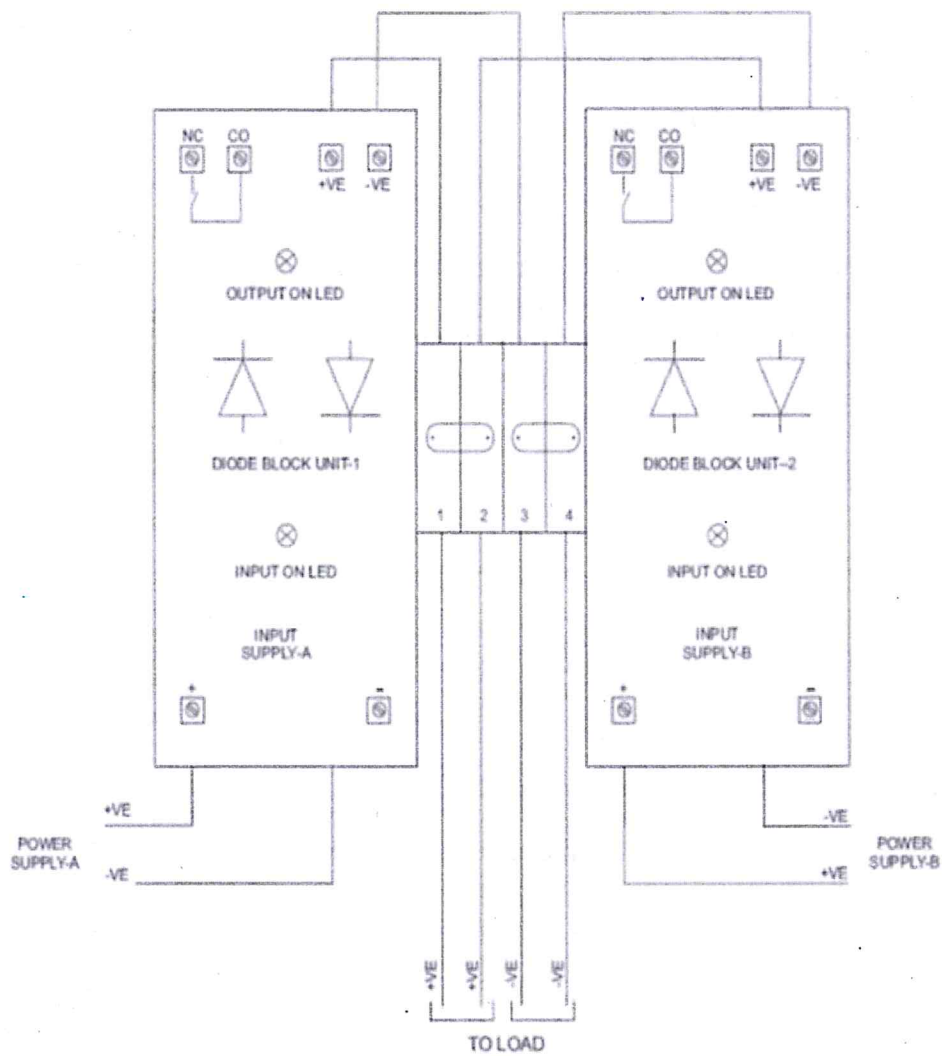 NC CO
+VE -VE
OUTPUT ON LED
DIODE BLOCK UNIT-1
INPUT ON LED
INPUT
SUPPLY-A
+ -
NC CO
+VE -VE
OUTPUT ON LED
DIODE BLOCK UNIT--2
INPUT ON LED
INPUT
SUPPLY-B
+ -
1 2 3 4
+VE
POWER
SUPPLY-A
-VE
-VE
POWER
SUPPLY-B
+VE
+VE +VE -VE -VE
TO LOAD